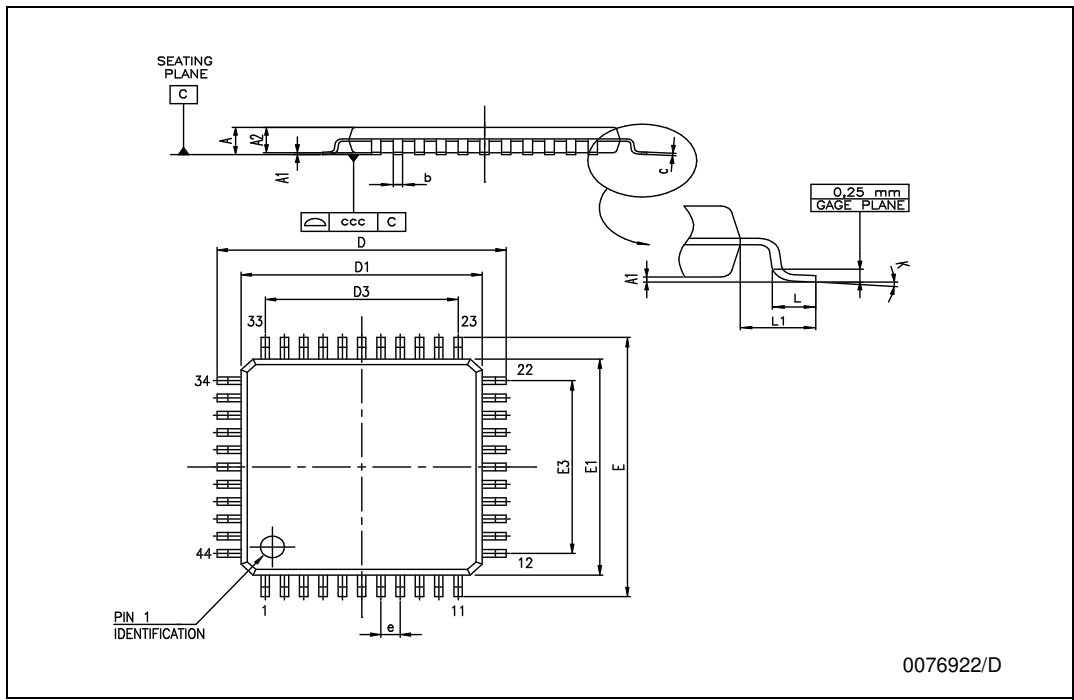 SEATING
PLANE
C
A
A2
A1
b
c
ccc C
0,25 mm
GAGE PLANE
K
A1
L
L1
D
D1
D3
33
23
34
22
E3
E1
E
44
12
1
11
e
PIN 1
IDENTIFICATION
0076922/D